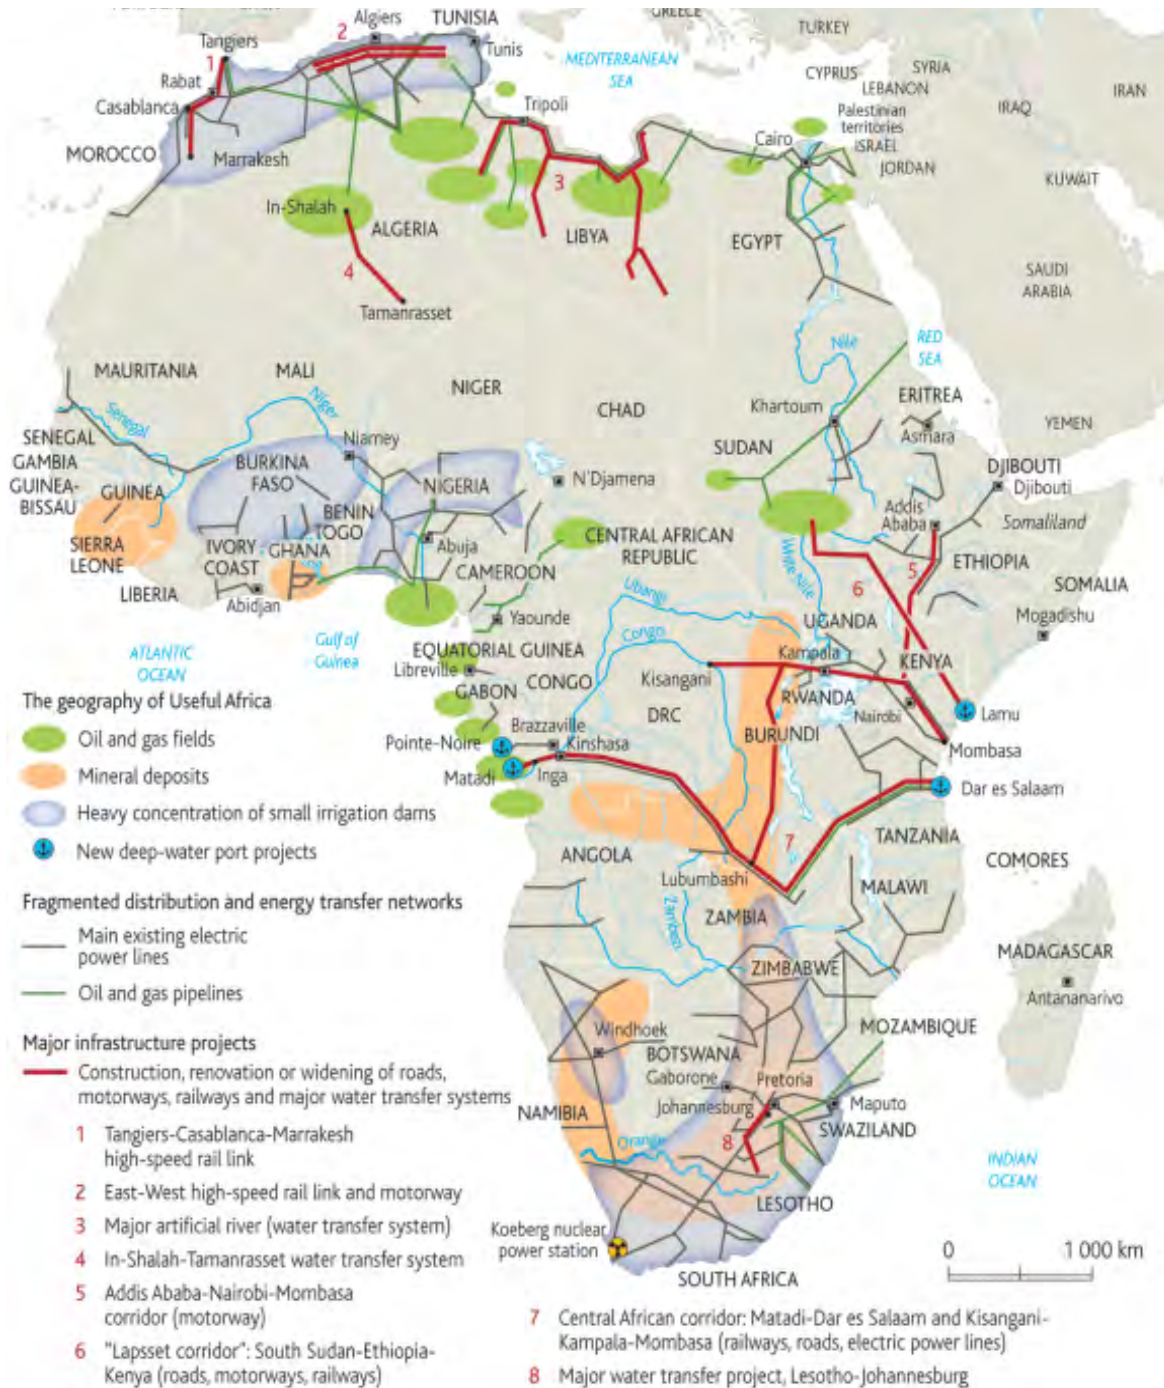 GREECE
TURKEY
Algiers
TUNISIA
2
Tangiers
Tunis
MEDITERRANEAN
SEA
CYPRUS
SYRIA
LEBANON
1
Rabat
IRAQ
IRAN
Casablanca
Tripoli
Palestinian
territories
Cairo
ISRAEL
JORDAN
MOROCCO
Marrakesh
3
KUWAIT
In-Shalah
ALGERIA
LIBYA
EGYPT
4
SAUDI
ARABIA
Tamanrasset
RED
SEA
Nile
MAURITANIA
MALI
NIGER
CHAD
ERITREA
Senegal
Niger
Khartoum
Asmara
YEMEN
SENEGAL
GAMBIA
GUINEA-
BISSAU
Niamey
SUDAN
DJIBOUTI
Djibouti
BURKINA
FASO
GUINEA
NIGERIA
N'Djamena
BENIN
TOGO
Addis
Ababa
Somaliland
SIERRA
LEONE
IVORY
COAST
GHANA
Abuja
CENTRAL AFRICAN
REPUBLIC
White Nile
ETHIOPIA
5
6
SOMALIA
LIBERIA
Abidjan
CAMEROON
Ubangi
Mogadishu
Yaounde
UGANDA
Congo
ATLANTIC
OCEAN
Gulf of
Guinea
EQUATORIAL GUINEA
Kampala
KENYA
Libreville
CONGO
Kisangani
RWANDA
GABON
DRC
Nairobi
Lamu
Brazzaville
BURUNDI
Pointe-Noire
Kinshasa
Mombasa
Matadi
Inga
Dar es Salaam
7
TANZANIA
ANGOLA
COMORES
Lubumbashi
MALAWI
Zambezi
ZAMBIA
MADAGASCAR
ZIMBABWE
Antananarivo
MOZAMBIQUE
Windhoek
BOTSWANA
Gaborone
Pretoria
Johannesburg
Maputo
NAMIBIA
SWAZILAND
8
Orange
INDIAN
OCEAN
LESOTHO
Koeberg nuclear
power station
SOUTH AFRICA
0 1 000 km
The geography of Useful Africa
Oil and gas fields
Mineral deposits
Heavy concentration of small irrigation dams
New deep-water port projects
Fragmented distribution and energy transfer networks
Main existing electric
power lines
Oil and gas pipelines
Major infrastructure projects
Construction, renovation or widening of roads,
motorways, railways and major water transfer systems
1 Tangiers-Casablanca-Marrakesh
high-speed rail link
2 East-West high-speed rail link and motorway
3 Major artificial river (water transfer system)
4 In-Shalah-Tamanrasset water transfer system
5 Addis Ababa-Nairobi-Mombasa
corridor (motorway)
6 "Lapsset corridor": South Sudan-Ethiopia-
Kenya (roads, motorways, railways)
7 Central African corridor: Matadi-Dar es Salaam and Kisangani-
Kampala-Mombasa (railways, roads, electric power lines)
8 Major water transfer project, Lesotho-Johannesburg